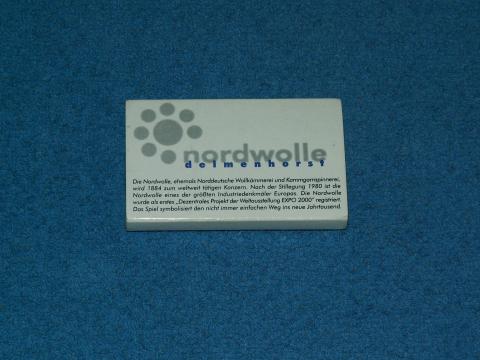 nordwolle
delmenhorst
Die Nordwolle, ehemals Norddeutsche Wollkämmerei und Kammgarnspinnerei,
wird 1884 zum weltweit tätigen Konzern. Nach der Stillegung 1980 ist die
Nordwolle eines der größten Industriedenkmäler Europas. Die Nordwolle
wurde als erstes „Dezentrales Projekt der Weltausstellung EXPO 2000" registriert.
Das Spiel symbolisiert den nicht immer einfachen Weg ins neue Jahrtausend.